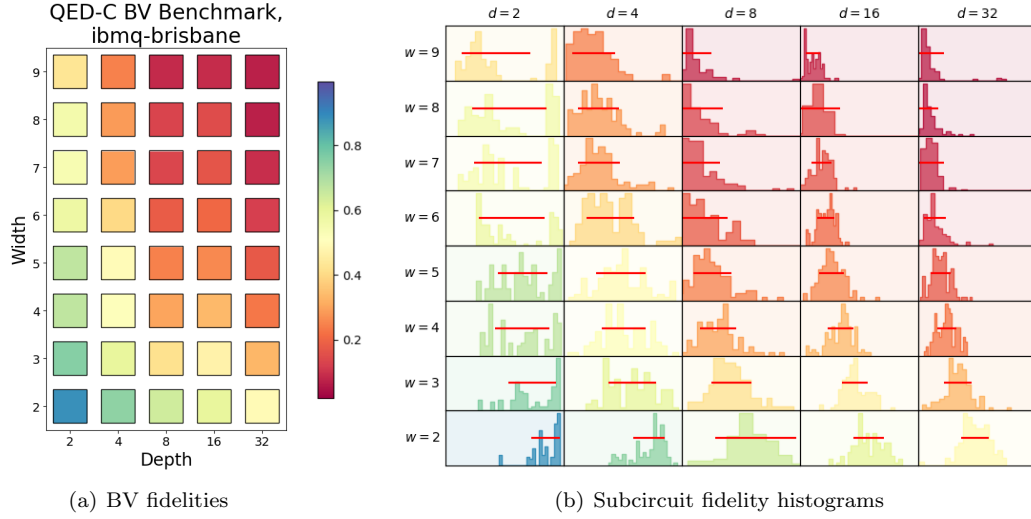 QED-C BV Benchmark,
ibmq-brisbane
Width
9
8
7
6
5
4
3
2
2 4 8 16 32
Depth
0.8
0.6
0.4
0.2
(a) BV fidelities
d = 2 d = 4 d = 8 d = 16 d = 32
w = 9
w = 8
w = 7
w = 6
w = 5
w = 4
w = 3
w = 2
(b) Subcircuit fidelity histograms